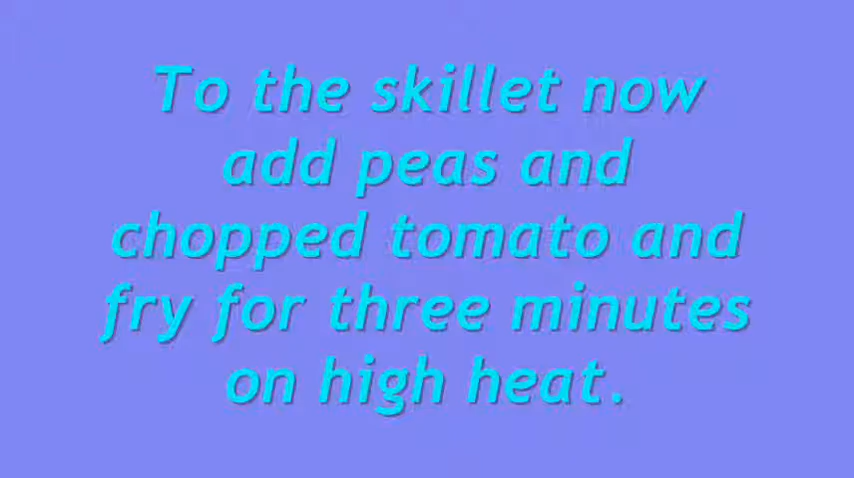 To the skillet now
add peas and
chopped tomato and
fry for three minutes
on high heat.